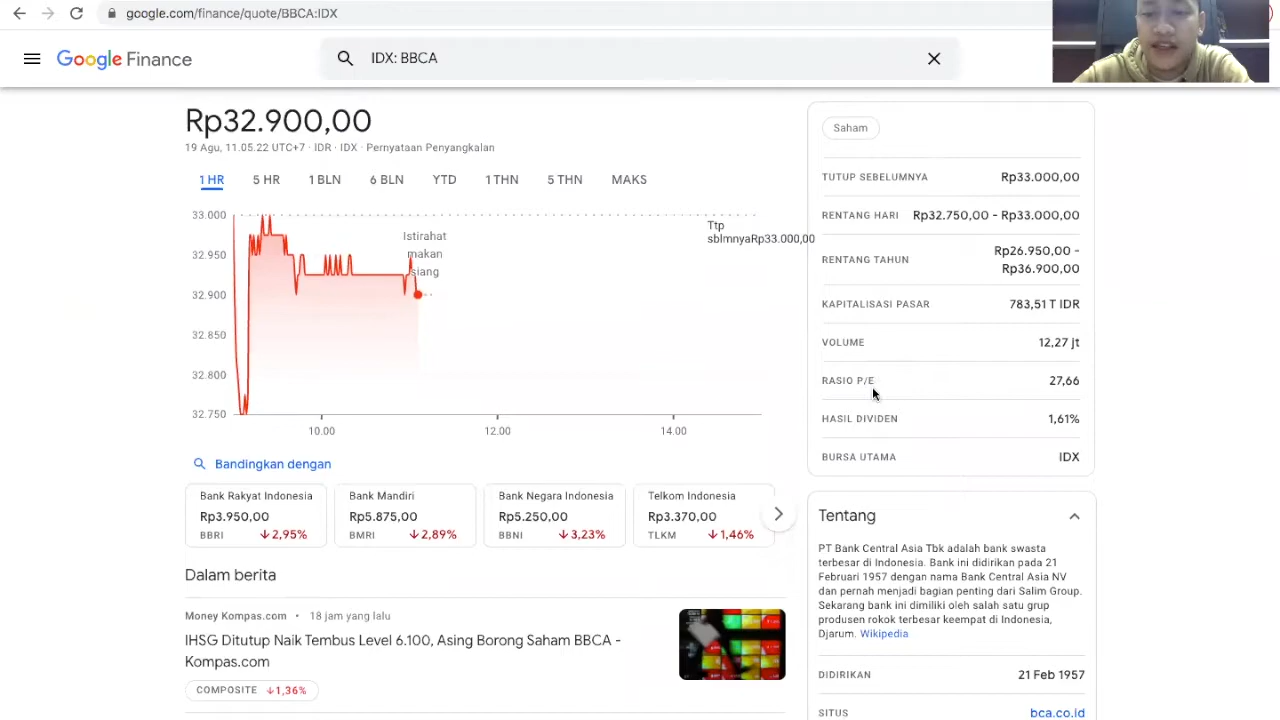 google.com/finance/quote/BBCA:IDX
Google Finance
IDX: BBCA
Rp32.900,00
19 Agu, 11.05.22 UTC+7 · IDR · IDX · Pernyataan Penyangkalan
1 HR 5 HR 1 BLN 6 BLN YTD 1 THN 5 THN MAKS
33.000
32.950
32.900
32.850
32.800
32.750
Istirahat
makan
siang
Ttp
sblmnyaRp33.000,00
10.00 12.00 14.00
Bandingkan dengan
Bank Rakyat Indonesia
Rp3.950,00
BBRI ↓2,95%
Bank Mandiri
Rp5.875,00
BMRI ↓2,89%
Bank Negara Indonesia
Rp5.250,00
BBNI ↓3,23%
Telkom Indonesia
Rp3.370,00
TLKM ↓1,46%
Dalam berita
Money Kompas.com • 18 jam yang lalu
IHSG Ditutup Naik Tembus Level 6.100, Asing Borong Saham BBCA -
Kompas.com
COMPOSITE ↓1,36%
Saham
TUTUP SEBELUMNYA Rp33.000,00
RENTANG HARI Rp32.750,00 - Rp33.000,00
RENTANG TAHUN Rp26.950,00 -
Rp36.900,00
KAPITALISASI PASAR 783,51 T IDR
VOLUME 12,27 jt
RASIO P/E 27,66
HASIL DIVIDEN 1,61%
BURSA UTAMA IDX
Tentang
PT Bank Central Asia Tbk adalah bank swasta
terbesar di Indonesia. Bank ini didirikan pada 21
Februari 1957 dengan nama Bank Central Asia NV
dan pernah menjadi bagian penting dari Salim Group.
Sekarang bank ini dimiliki oleh salah satu grup
produsen rokok terbesar keempat di Indonesia,
Djarum. Wikipedia
DIDIRIKAN 21 Feb 1957
SITUS bca.co.id